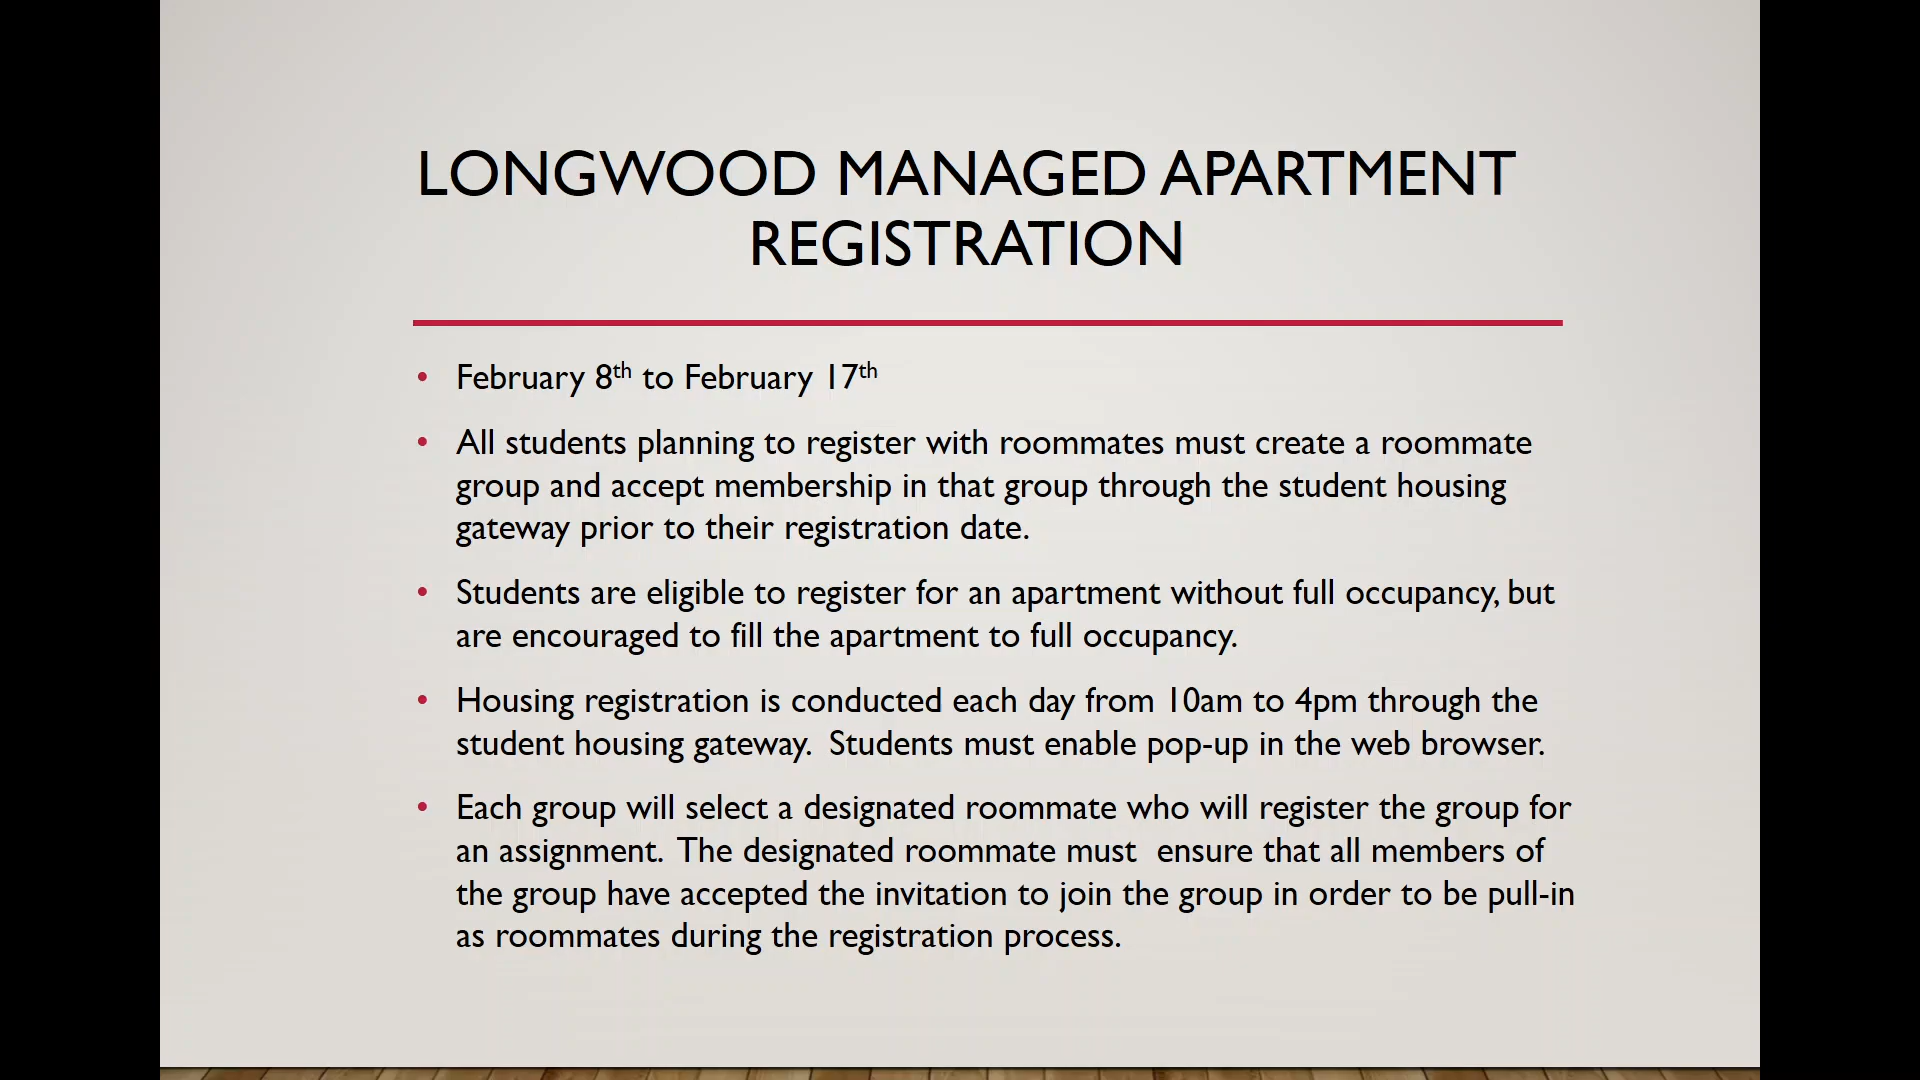 LONGWOOD MANAGED APARTMENT
REGISTRATION
• February 8th to February 17th
• All students planning to register with roommates must create a roommate
group and accept membership in that group through the student housing
gateway prior to their registration date.
• Students are eligible to register for an apartment without full occupancy, but
are encouraged to fill the apartment to full occupancy.
• Housing registration is conducted each day from 10am to 4pm through the
student housing gateway.  Students must enable pop-up in the web browser.
• Each group will select a designated roommate who will register the group for
an assignment.  The designated roommate must  ensure that all members of
the group have accepted the invitation to join the group in order to be pull-in
as roommates during the registration process.